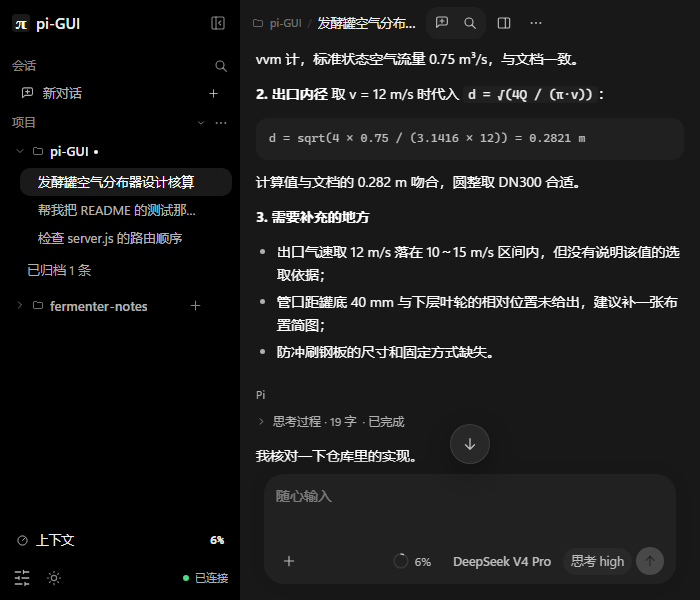 π pi-GUI
会话
新对话
项目
pi-GUI
发酵罐空气分布器设计核算
帮我把 README 的测试那...
检查 server.js 的路由顺序
已归档 1 条
fermenter-notes
上下文 6%
已连接
pi-GUI / 发酵罐空气分布...
vvm 计，标准状态空气流量 0.75 m³/s，与文档一致。
2. 出口内径 取 v = 12 m/s 时代入 d = √(4Q / (π·v)) ：
d = sqrt(4 × 0.75 / (3.1416 × 12)) = 0.2821 m
计算值与文档的 0.282 m 吻合，圆整取 DN300 合适。
3. 需要补充的地方
• 出口气速取 12 m/s 落在 10～15 m/s 区间内，但没有说明该值的选
取依据；
• 管口距罐底 40 mm 与下层叶轮的相对位置未给出，建议补一张布
置简图；
• 防冲刷钢板的尺寸和固定方式缺失。
Pi
思考过程 · 19 字 · 已完成
我核对一下仓库里的实现。
随心输入
6% DeepSeek V4 Pro 思考 high